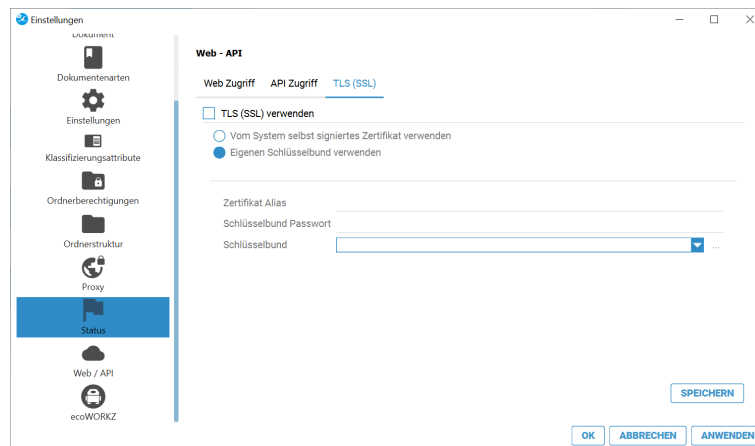 Einstellungen
Dokument
Dokumentenarten
Einstellungen
Klassifizierungsattribute
Ordnerberechtigungen
Ordnerstruktur
Proxy
Status
Web / API
ecoWORKZ
Web - API
Web Zugriff API Zugriff TLS (SSL)
TLS (SSL) verwenden
Vom System selbst signiertes Zertifikat verwenden
Eigenen Schlüsselbund verwenden
Zertifikat Alias
Schlüsselbund Passwort
Schlüsselbund ...
SPEICHERN
OK ABBRECHEN ANWENDEN